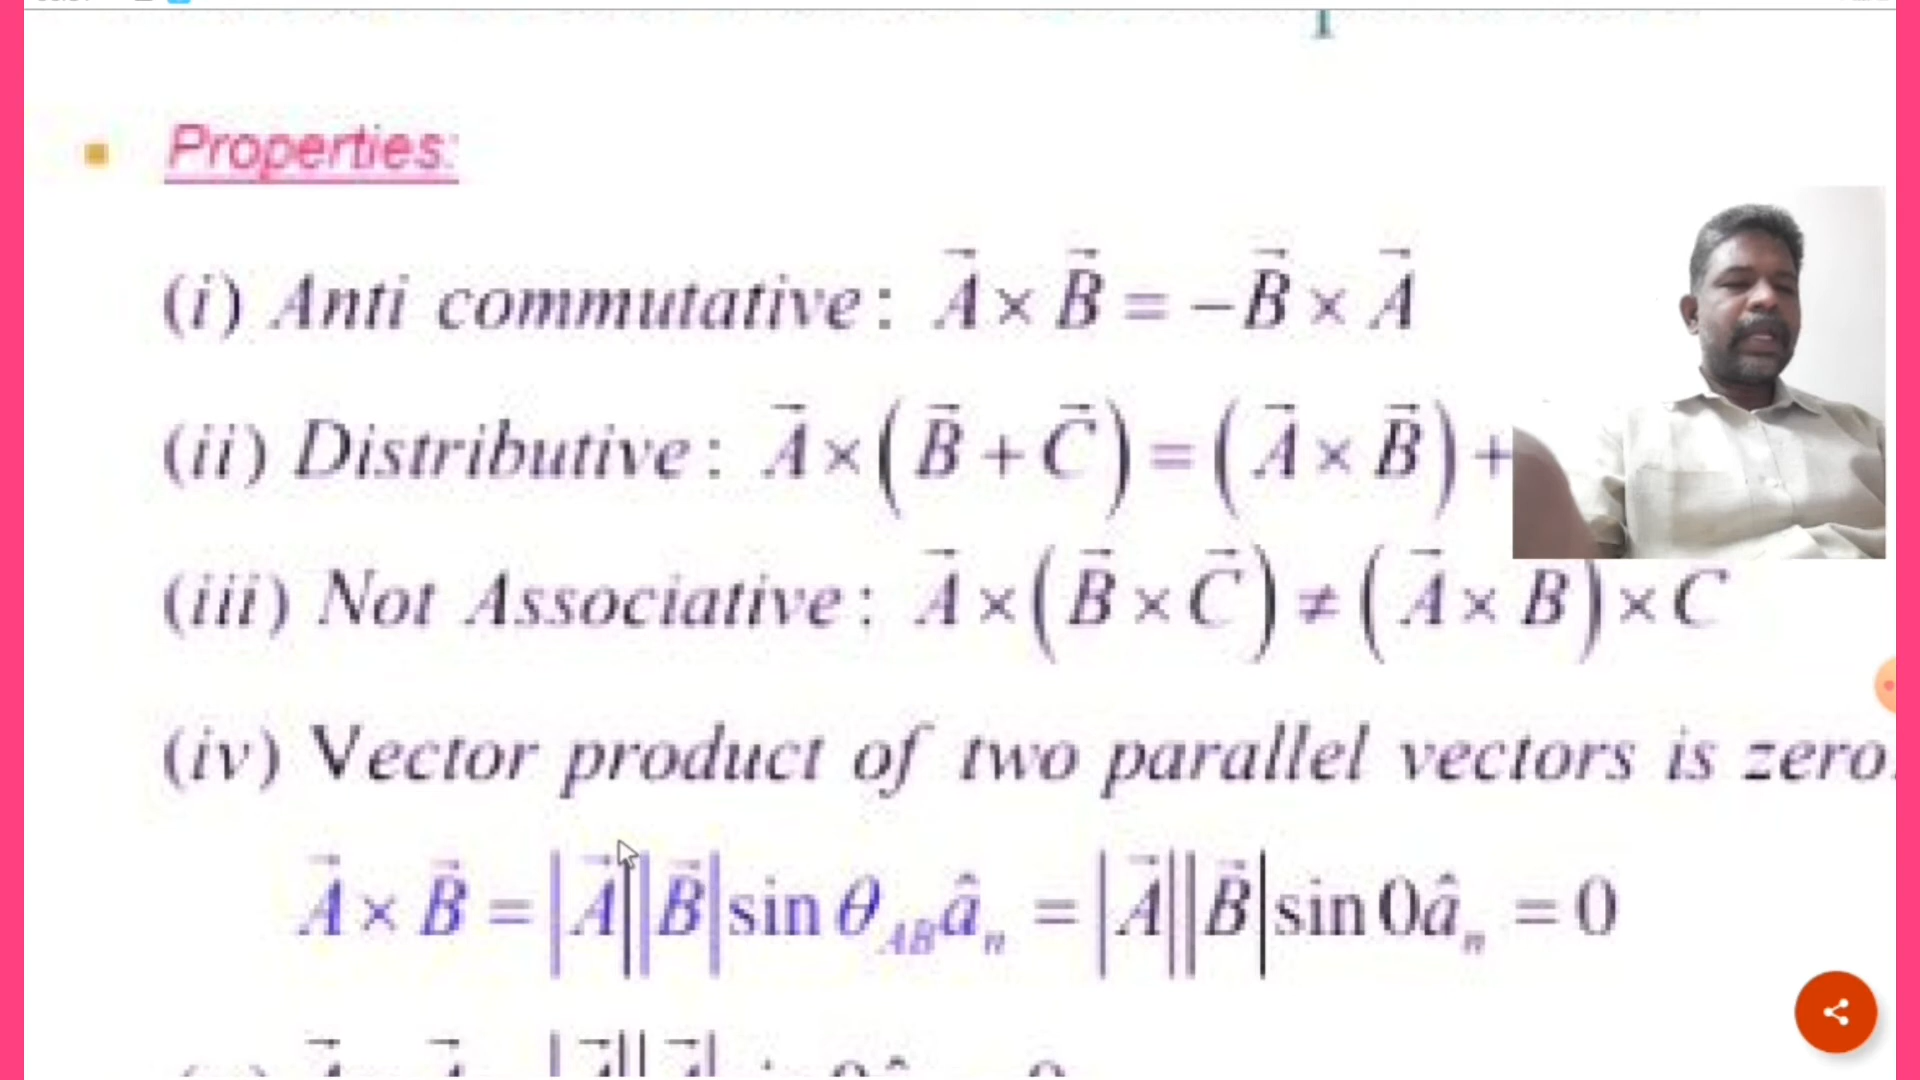 Properties:
(i) Anti commutative: A⃗ × B⃗ = −B⃗ × A⃗
(ii) Distributive: A⃗ × (B⃗ + C⃗) = (A⃗ × B⃗) +
(iii) Not Associative: A⃗ × (B⃗ × C⃗) ≠ (A⃗ × B) × C
(iv) Vector product of two parallel vectors is zero.
A⃗ × B⃗ = |A⃗||B⃗| sin θ_AB â_n = |A⃗||B⃗| sin 0 â_n = 0